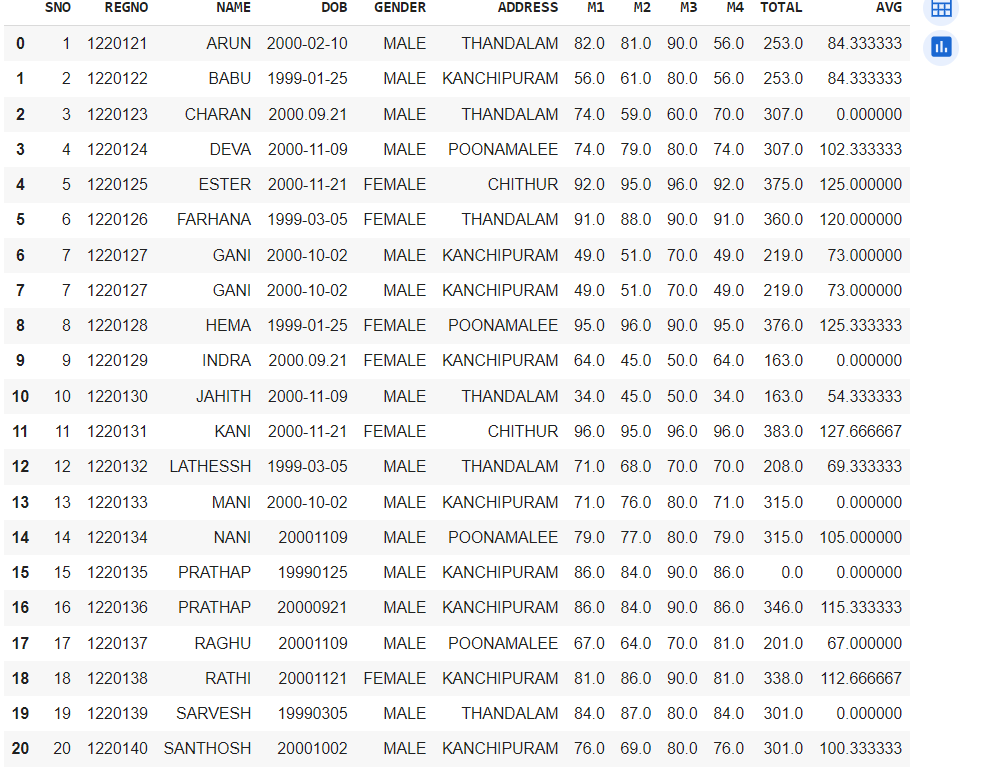 SNO REGNO NAME DOB GENDER ADDRESS M1 M2 M3 M4 TOTAL AVG
0 1 1220121 ARUN 2000-02-10 MALE THANDALAM 82.0 81.0 90.0 56.0 253.0 84.333333
1 2 1220122 BABU 1999-01-25 MALE KANCHIPURAM 56.0 61.0 80.0 56.0 253.0 84.333333
2 3 1220123 CHARAN 2000.09.21 MALE THANDALAM 74.0 59.0 60.0 70.0 307.0 0.000000
3 4 1220124 DEVA 2000-11-09 MALE POONAMALEE 74.0 79.0 80.0 74.0 307.0 102.333333
4 5 1220125 ESTER 2000-11-21 FEMALE CHITHUR 92.0 95.0 96.0 92.0 375.0 125.000000
5 6 1220126 FARHANA 1999-03-05 FEMALE THANDALAM 91.0 88.0 90.0 91.0 360.0 120.000000
6 7 1220127 GANI 2000-10-02 MALE KANCHIPURAM 49.0 51.0 70.0 49.0 219.0 73.000000
7 7 1220127 GANI 2000-10-02 MALE KANCHIPURAM 49.0 51.0 70.0 49.0 219.0 73.000000
8 8 1220128 HEMA 1999-01-25 FEMALE POONAMALEE 95.0 96.0 90.0 95.0 376.0 125.333333
9 9 1220129 INDRA 2000.09.21 FEMALE KANCHIPURAM 64.0 45.0 50.0 64.0 163.0 0.000000
10 10 1220130 JAHITH 2000-11-09 MALE THANDALAM 34.0 45.0 50.0 34.0 163.0 54.333333
11 11 1220131 KANI 2000-11-21 FEMALE CHITHUR 96.0 95.0 96.0 96.0 383.0 127.666667
12 12 1220132 LATHESSH 1999-03-05 MALE THANDALAM 71.0 68.0 70.0 70.0 208.0 69.333333
13 13 1220133 MANI 2000-10-02 MALE KANCHIPURAM 71.0 76.0 80.0 71.0 315.0 0.000000
14 14 1220134 NANI 20001109 MALE POONAMALEE 79.0 77.0 80.0 79.0 315.0 105.000000
15 15 1220135 PRATHAP 19990125 MALE KANCHIPURAM 86.0 84.0 90.0 86.0 0.0 0.000000
16 16 1220136 PRATHAP 20000921 MALE KANCHIPURAM 86.0 84.0 90.0 86.0 346.0 115.333333
17 17 1220137 RAGHU 20001109 MALE POONAMALEE 67.0 64.0 70.0 81.0 201.0 67.000000
18 18 1220138 RATHI 20001121 FEMALE KANCHIPURAM 81.0 86.0 90.0 81.0 338.0 112.666667
19 19 1220139 SARVESH 19990305 MALE THANDALAM 84.0 87.0 80.0 84.0 301.0 0.000000
20 20 1220140 SANTHOSH 20001002 MALE KANCHIPURAM 76.0 69.0 80.0 76.0 301.0 100.333333